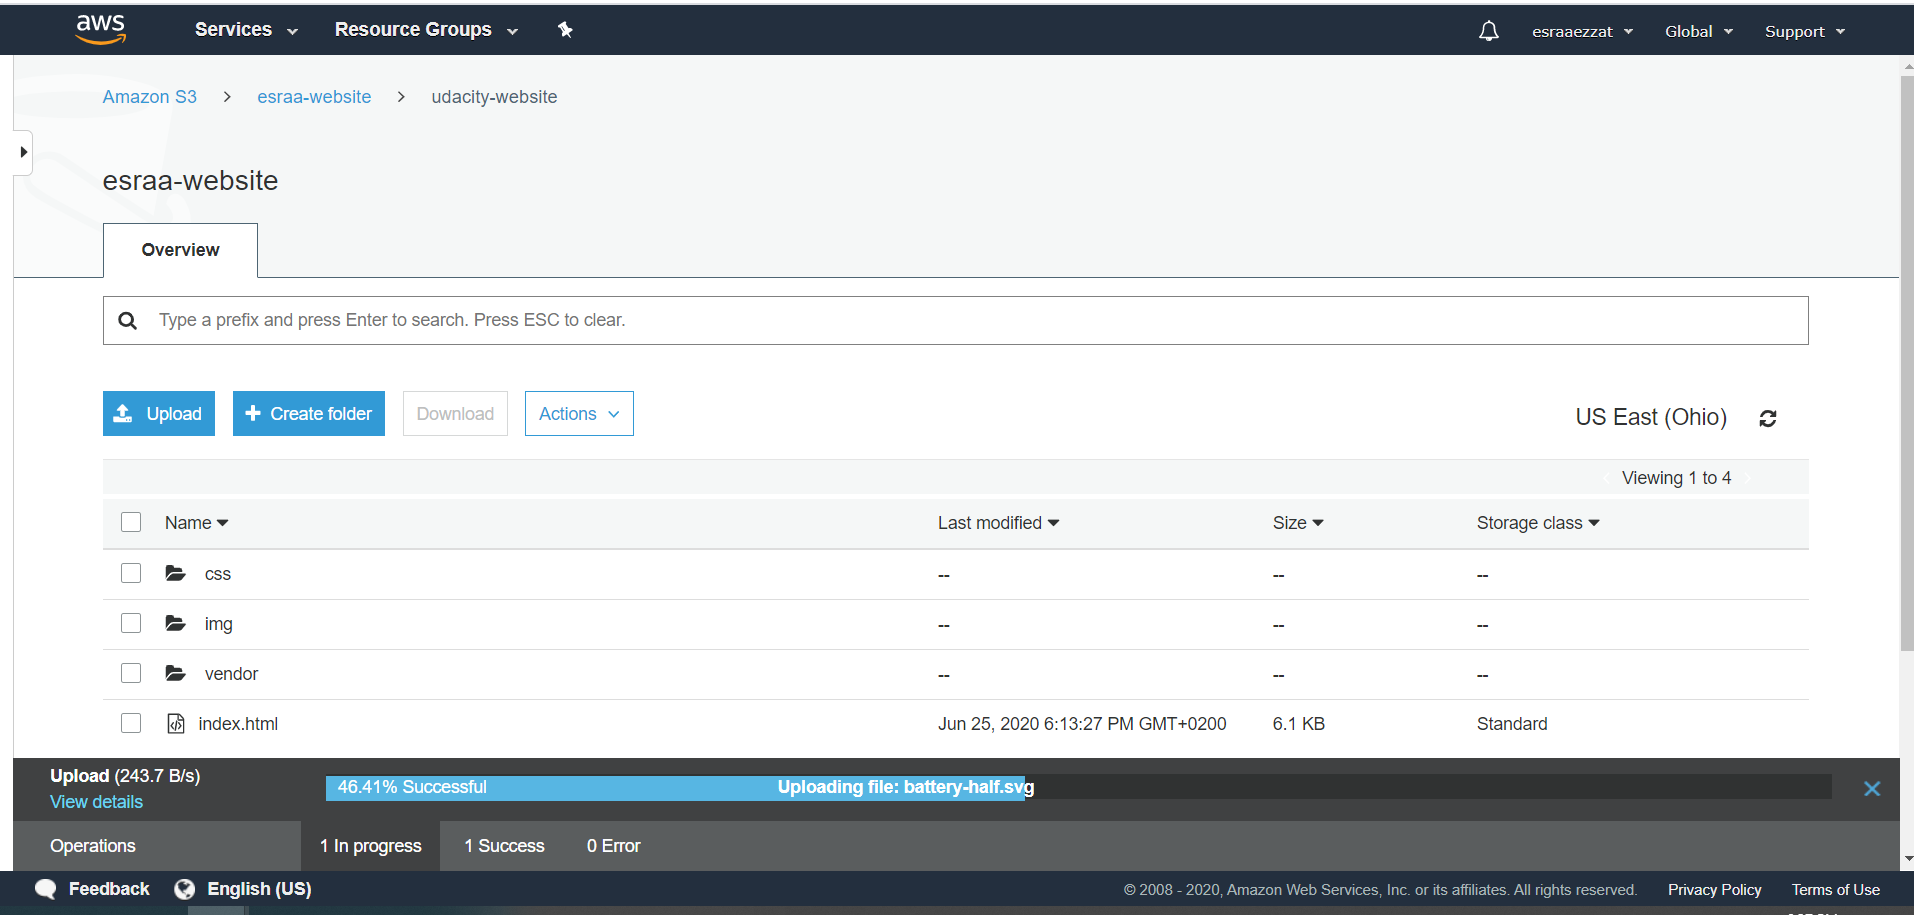 aws Services Resource Groups esraaezzat Global Support
Amazon S3 > esraa-website > udacity-website
esraa-website
Overview
Type a prefix and press Enter to search. Press ESC to clear.
Upload + Create folder Download Actions US East (Ohio)
Viewing 1 to 4
Name Last modified Size Storage class
css -- -- --
img -- -- --
vendor -- -- --
index.html Jun 25, 2020 6:13:27 PM GMT+0200 6.1 KB Standard
Upload (243.7 B/s) 46.41% Successful Uploading file: battery-half.svg
View details
Operations 1 In progress 1 Success 0 Error
Feedback English (US) © 2008 - 2020, Amazon Web Services, Inc. or its affiliates. All rights reserved. Privacy Policy Terms of Use